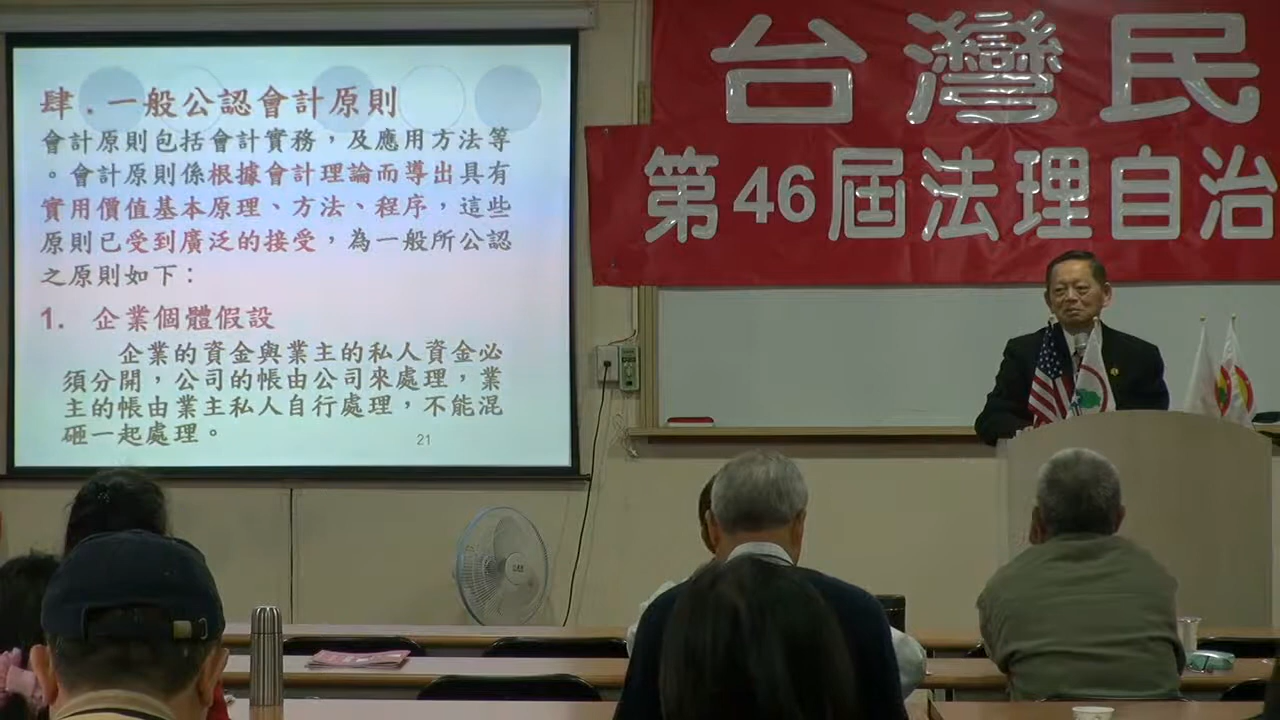 肆．一般公認會計原則
會計原則包括會計實務，及應用方法等
。會計原則係根據會計理論而導出具有
實用價值基本原理、方法、程序，這些
原則已受到廣泛的接受，為一般所公認
之原則如下：
1. 企業個體假設
企業的資金與業主的私人資金必
須分開，公司的帳由公司來處理，業
主的帳由業主私人自行處理，不能混
砸一起處理。
21
台灣民
第46屆法理自治